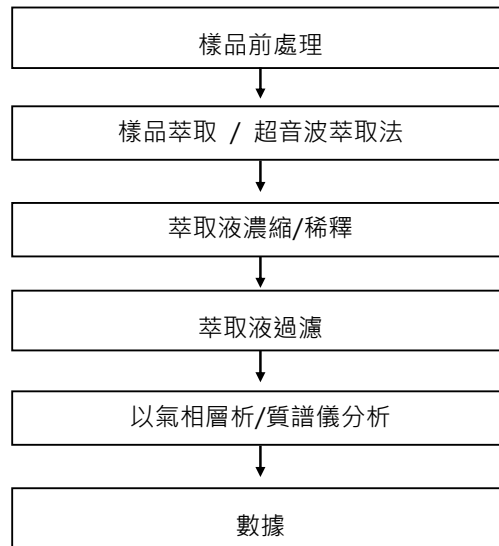 樣品前處理
樣品萃取 / 超音波萃取法
萃取液濃縮/稀釋
萃取液過濾
以氣相層析/質譜儀分析
數據